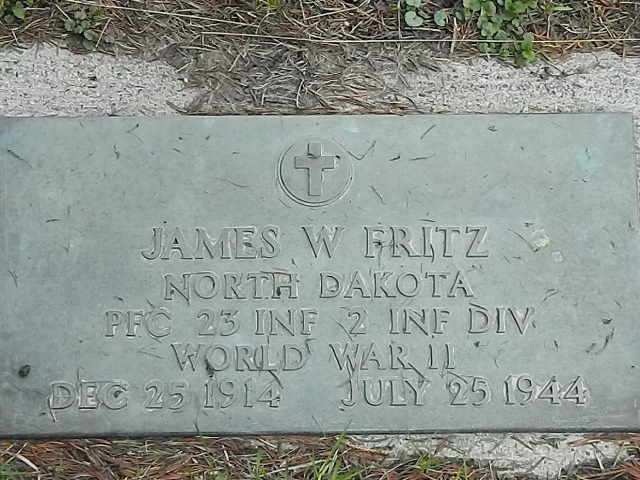 JAMES W FRITZ
NORTH DAKOTA
PFC 23 INF 2 INF DIV
WORLD WAR II
DEC 25 1914 JULY 25 1944